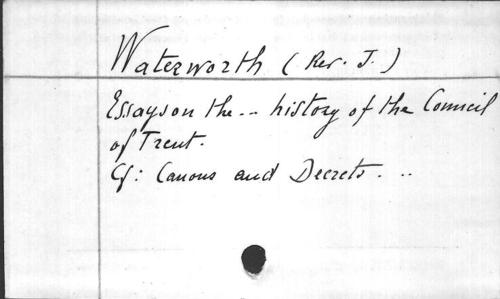 Waterworth (Rev. J.)
Essays on the .. history of the Council
of Trent.
Cf: Canons and Decrets. ..